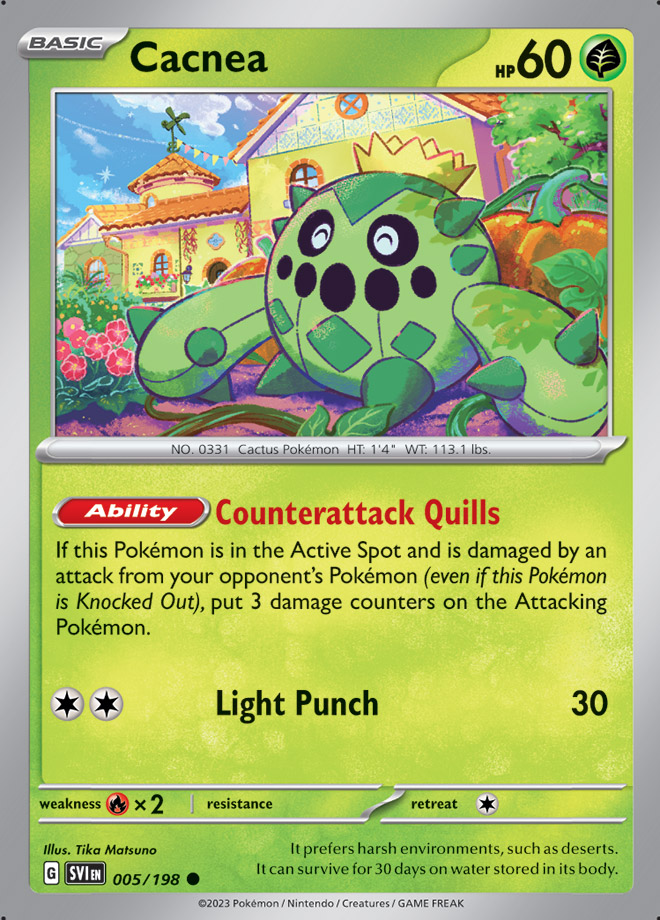 BASIC
Cacnea
HP 60
NO. 0331 Cactus Pokémon HT: 1'4" WT: 113.1 lbs.
Ability Counterattack Quills
If this Pokémon is in the Active Spot and is damaged by an
attack from your opponent's Pokémon (even if this Pokémon
is Knocked Out), put 3 damage counters on the Attacking
Pokémon.
Light Punch 30
weakness ×2 resistance retreat
Illus. Tika Matsuno
It prefers harsh environments, such as deserts.
It can survive for 30 days on water stored in its body.
G SVI EN 005/198
©2023 Pokémon / Nintendo / Creatures / GAME FREAK